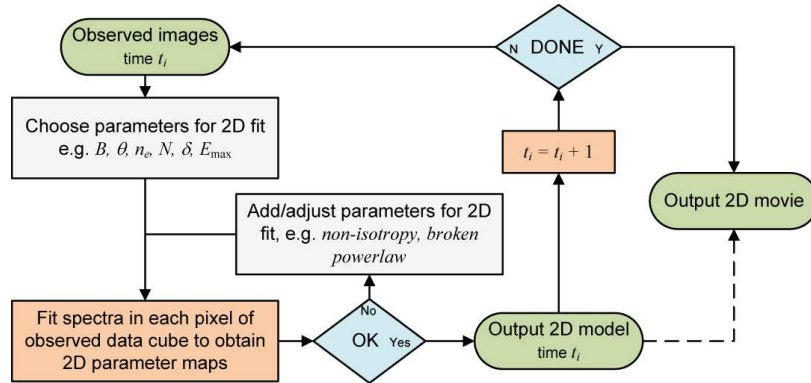 Observed images
time t_i
N DONE Y
Choose parameters for 2D fit
e.g. B, θ, n_e, N, δ, E_max
t_i = t_i + 1
Output 2D movie
Add/adjust parameters for 2D
fit, e.g. non-isotropy, broken
powerlaw
Fit spectra in each pixel of
observed data cube to obtain
2D parameter maps
No
OK Yes
Output 2D model
time t_i